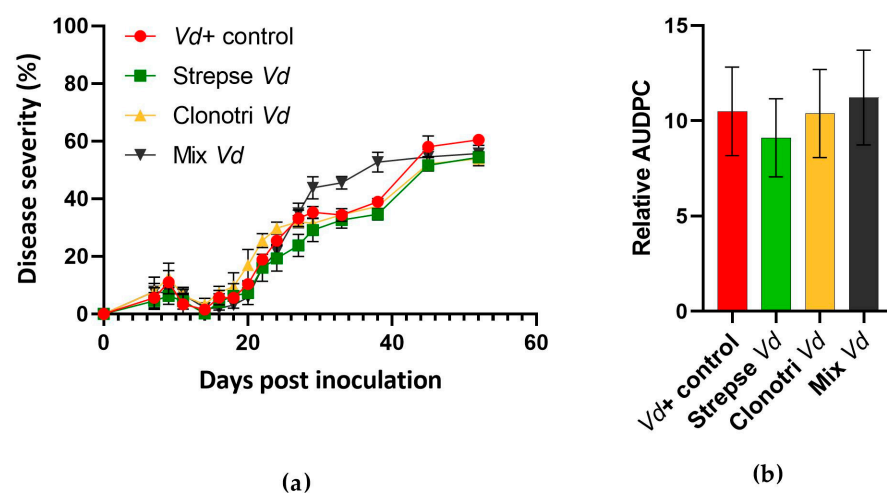 Disease severity (%)
100
80
60
40
20
0
Vd+ control
Strepse Vd
Clonotri Vd
Mix Vd
0
20
40
60
Days post inoculation
(a)
Relative AUDPC
15
10
5
0
Vd+ control
Strepse Vd
Clonotri Vd
Mix Vd
(b)